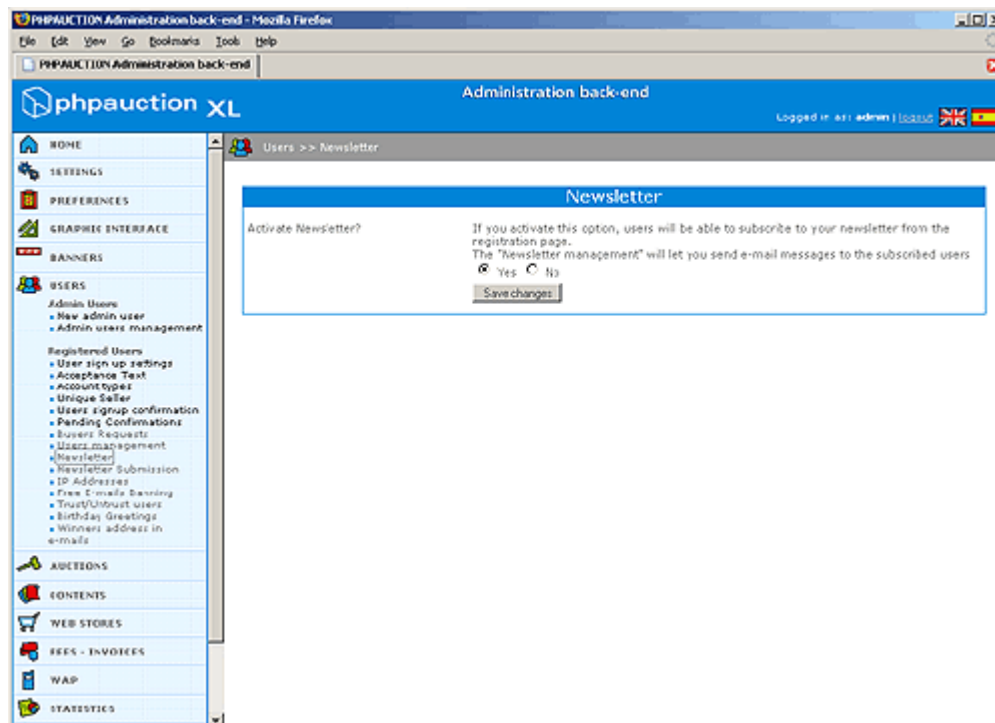 PHPAUCTION Administration back-end - Mozilla Firefox
File Edit View Go Bookmarks Tools Help
PHPAUCTION Administration back-end
phpauction XL
Administration back-end
Logged in as: admin | logout
HOME
SETTINGS
PREFERENCES
GRAPHIC INTERFACE
BANNERS
USERS
Admin Users
New admin user
Admin users management
Registered Users
User sign up settings
Acceptance Text
Account types
Unique Seller
Users signup confirmation
Pending Confirmations
Buyers Requests
Users management
Newsletter
Newsletter Submission
IP Addresses
Free E-mails Banning
Trust/Untrust users
Birthday Greetings
Winners address in
e-mails
AUCTIONS
CONTENTS
WEB STORES
FEES - INVOICES
WAP
STATISTICS
Users >> Newsletter
Newsletter
Activate Newsletter?
If you activate this option, users will be able to subscribe to your newsletter from the
registration page.
The "Newsletter management" will let you send e-mail messages to the subscribed users
Yes No
Save changes